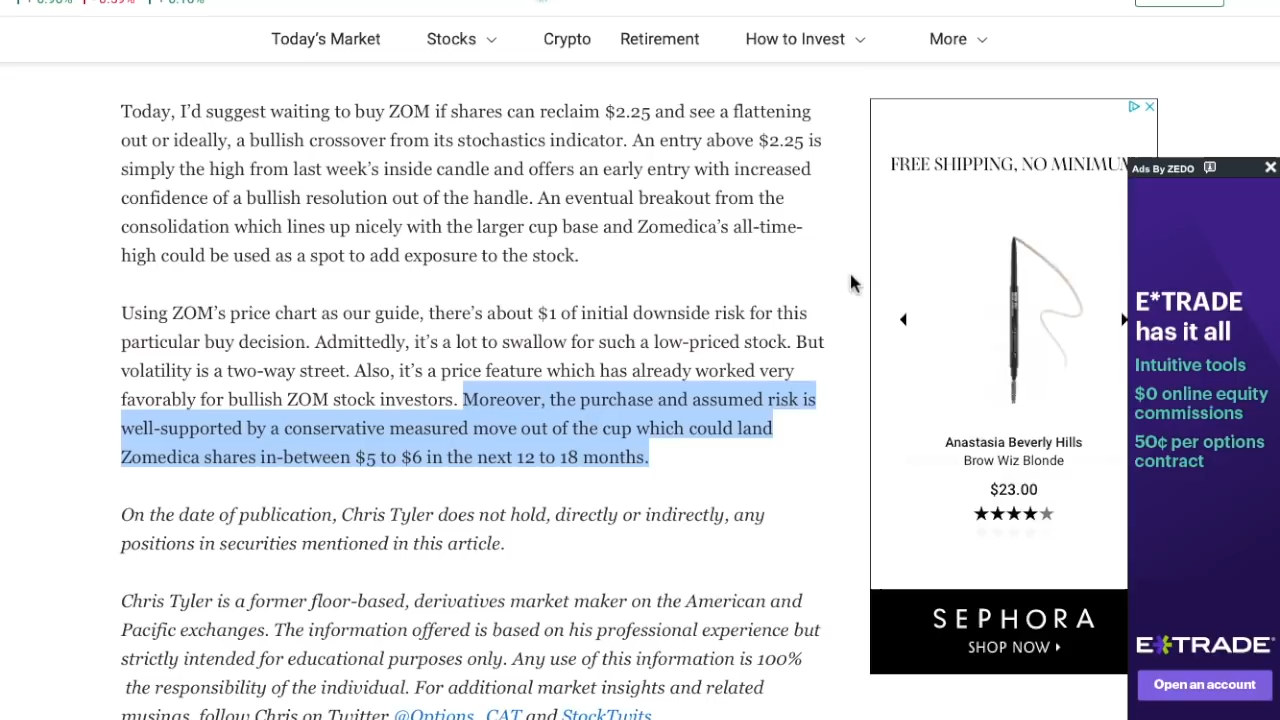 Today's Market Stocks Crypto Retirement How to Invest More
Today, I'd suggest waiting to buy ZOM if shares can reclaim $2.25 and see a flattening
out or ideally, a bullish crossover from its stochastics indicator. An entry above $2.25 is
simply the high from last week's inside candle and offers an early entry with increased
confidence of a bullish resolution out of the handle. An eventual breakout from the
consolidation which lines up nicely with the larger cup base and Zomedica's all-time-
high could be used as a spot to add exposure to the stock.
Using ZOM's price chart as our guide, there's about $1 of initial downside risk for this
particular buy decision. Admittedly, it's a lot to swallow for such a low-priced stock. But
volatility is a two-way street. Also, it's a price feature which has already worked very
favorably for bullish ZOM stock investors. Moreover, the purchase and assumed risk is
well-supported by a conservative measured move out of the cup which could land
Zomedica shares in-between $5 to $6 in the next 12 to 18 months.
On the date of publication, Chris Tyler does not hold, directly or indirectly, any
positions in securities mentioned in this article.
Chris Tyler is a former floor-based, derivatives market maker on the American and
Pacific exchanges. The information offered is based on his professional experience but
strictly intended for educational purposes only. Any use of this information is 100%
the responsibility of the individual. For additional market insights and related
musings, follow Chris on Twitter @Options_CAT and StockTwits
FREE SHIPPING, NO MINIMUM
Anastasia Beverly Hills
Brow Wiz Blonde
$23.00
SEPHORA
SHOP NOW
Ads By ZEDO
E*TRADE
has it all
Intuitive tools
$0 online equity
commissions
50¢ per options
contract
E*TRADE
Open an account